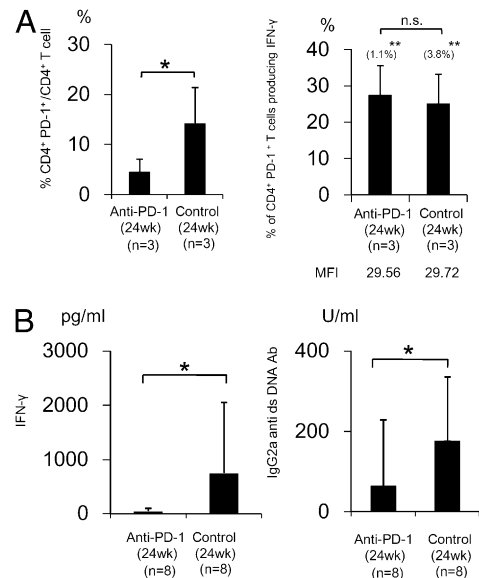 A
%
% CD4⁺ PD-1⁺/CD4⁺ T cell
30
20
10
0
*
Anti-PD-1
(24wk)
(n=3)
Control
(24wk)
(n=3)
%
% of CD4⁺ PD-1⁺ T cells producing IFN-γ
40
30
20
10
0
n.s.
**
(1.1%)
**
(3.8%)
Anti-PD-1
(24wk)
(n=3)
Control
(24wk)
(n=3)
MFI 29.56 29.72
B
pg/ml
IFN-γ
3000
2000
1000
0
*
Anti-PD-1
(24wk)
(n=8)
Control
(24wk)
(n=8)
U/ml
IgG2a anti ds DNA Ab
400
200
0
*
Anti-PD-1
(24wk)
(n=8)
Control
(24wk)
(n=8)